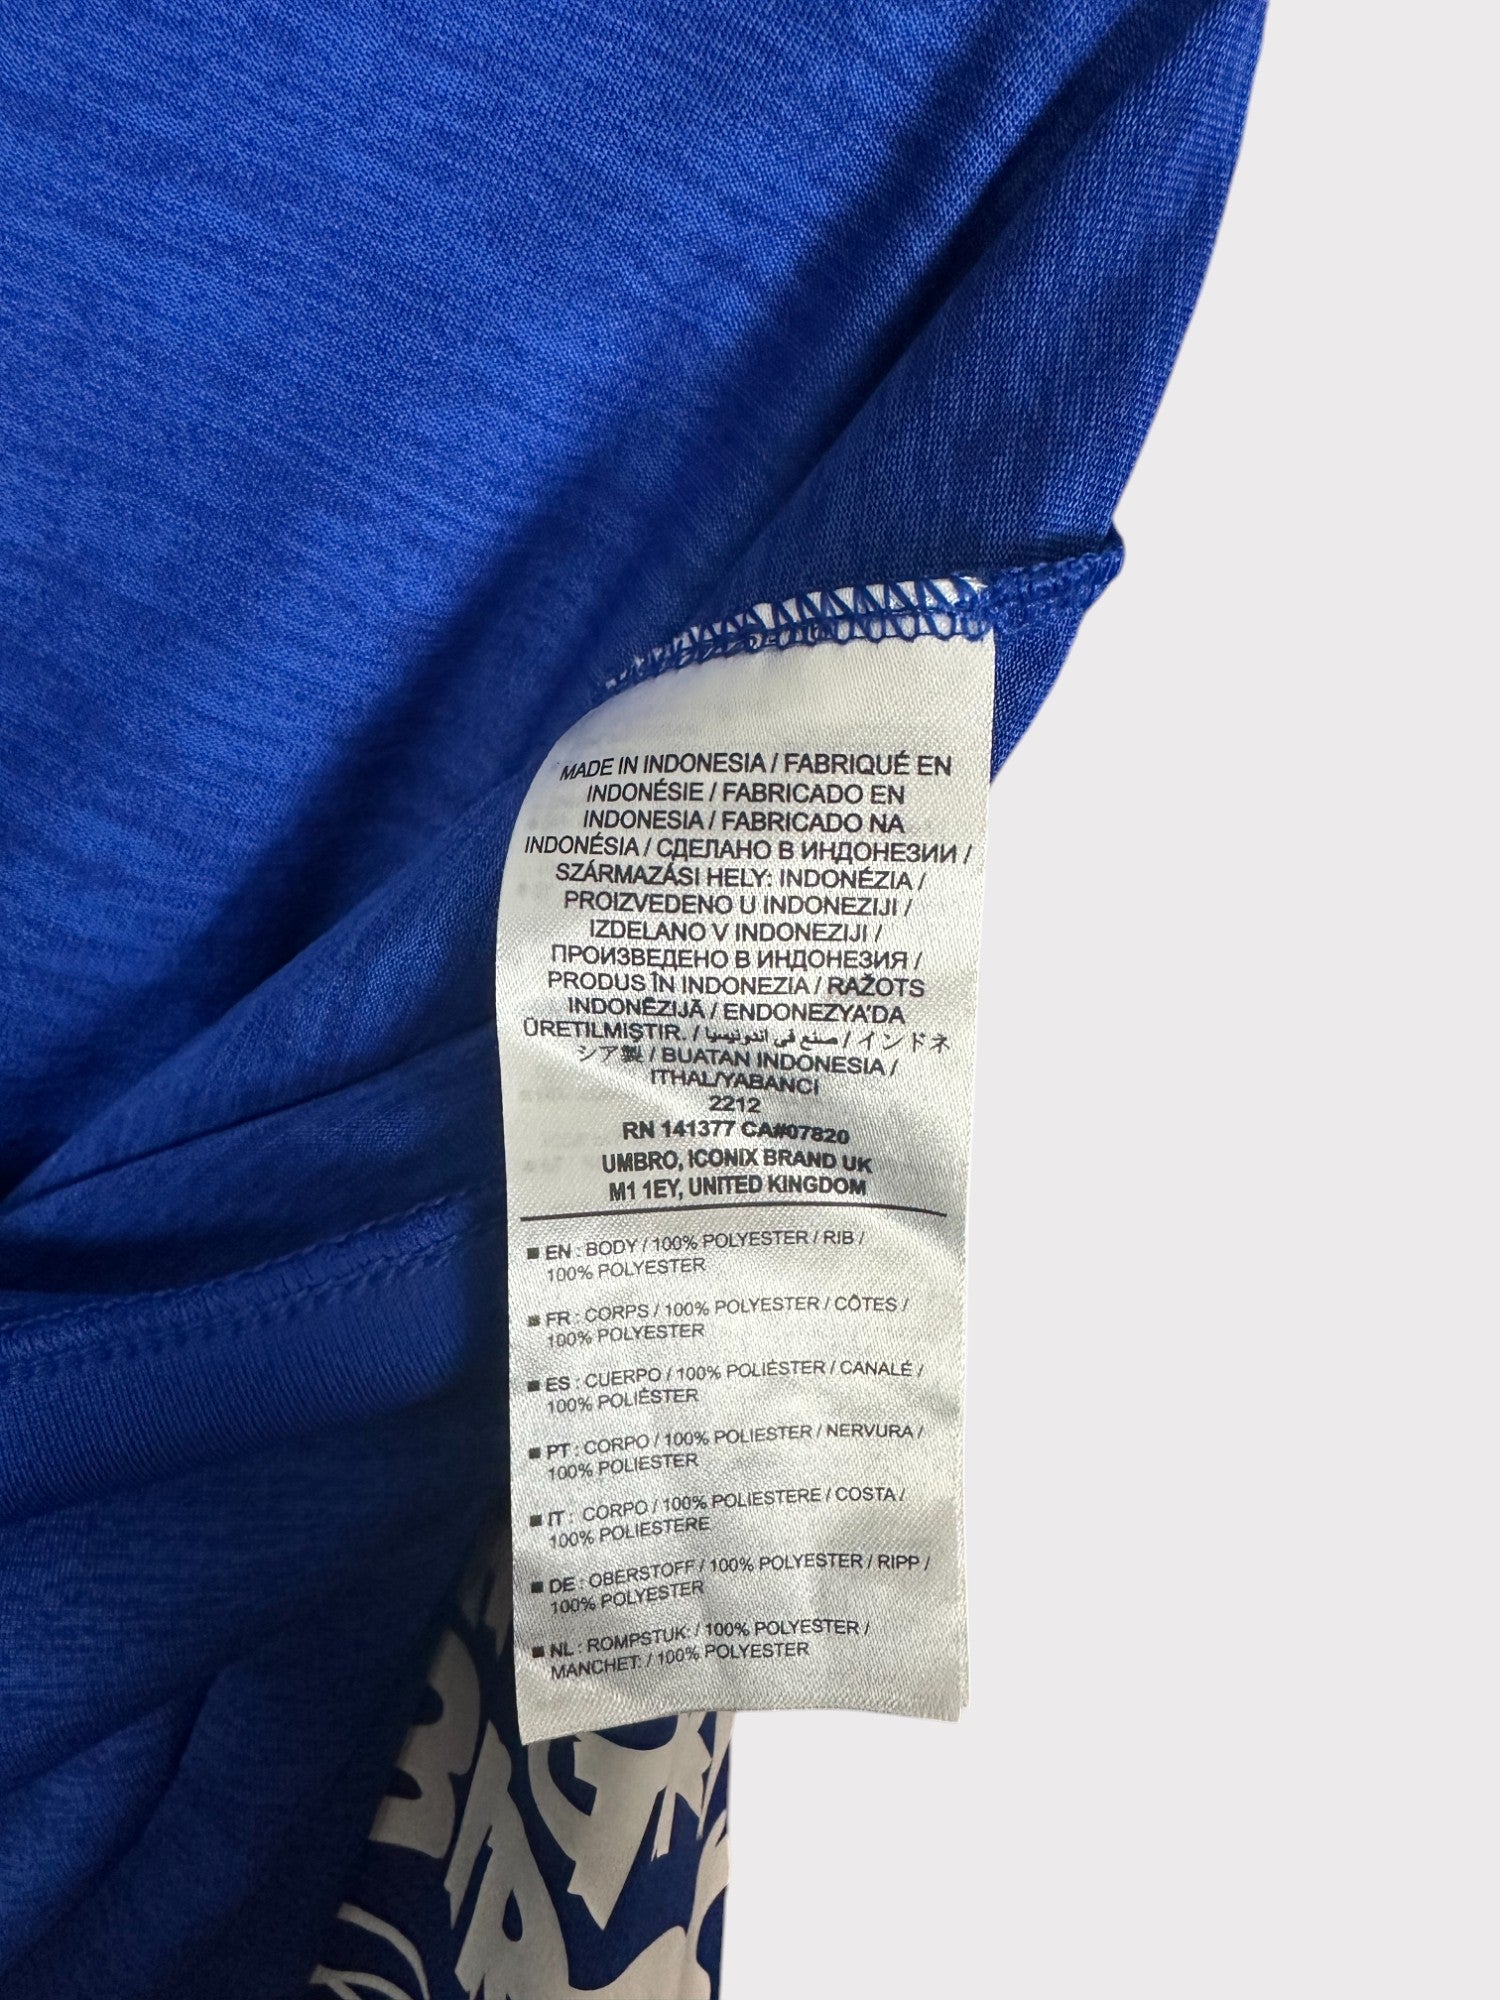 MADE IN INDONESIA / FABRIQUÉ EN
INDONÉSIE / FABRICADO EN
INDONESIA / FABRICADO NA
INDONÉSIA / СДЕЛАНО В ИНДОНЕЗИИ /
SZÁRMAZÁSI HELY: INDONÉZIA /
PROIZVEDENO U INDONEZIJI /
IZDELANO V INDONEZIJI /
ПРОИЗВЕДЕНО В ИНДОНЕЗИЯ /
PRODUS ÎN INDONEZIA / RAŽOTS
INDONĒZIJĀ / ENDONEZYA'DA
ÜRETILMIŞTIR. / صنع في اندونيسيا / インドネ
シア製 / BUATAN INDONESIA /
ITHAL/YABANCI
2212
RN 141377 CA#07820
UMBRO, ICONIX BRAND UK
M1 1EY, UNITED KINGDOM
■ EN : BODY / 100% POLYESTER / RIB /
100% POLYESTER
■ FR : CORPS / 100% POLYESTER / CÔTES /
100% POLYESTER
■ ES : CUERPO / 100% POLIÉSTER / CANALÉ /
100% POLIÉSTER
■ PT : CORPO / 100% POLIESTER / NERVURA /
100% POLIESTER
■ IT : CORPO / 100% POLIESTERE / COSTA /
100% POLIESTERE
■ DE : OBERSTOFF / 100% POLYESTER / RIPP /
100% POLYESTER
■ NL : ROMPSTUK: / 100% POLYESTER /
MANCHET: / 100% POLYESTER